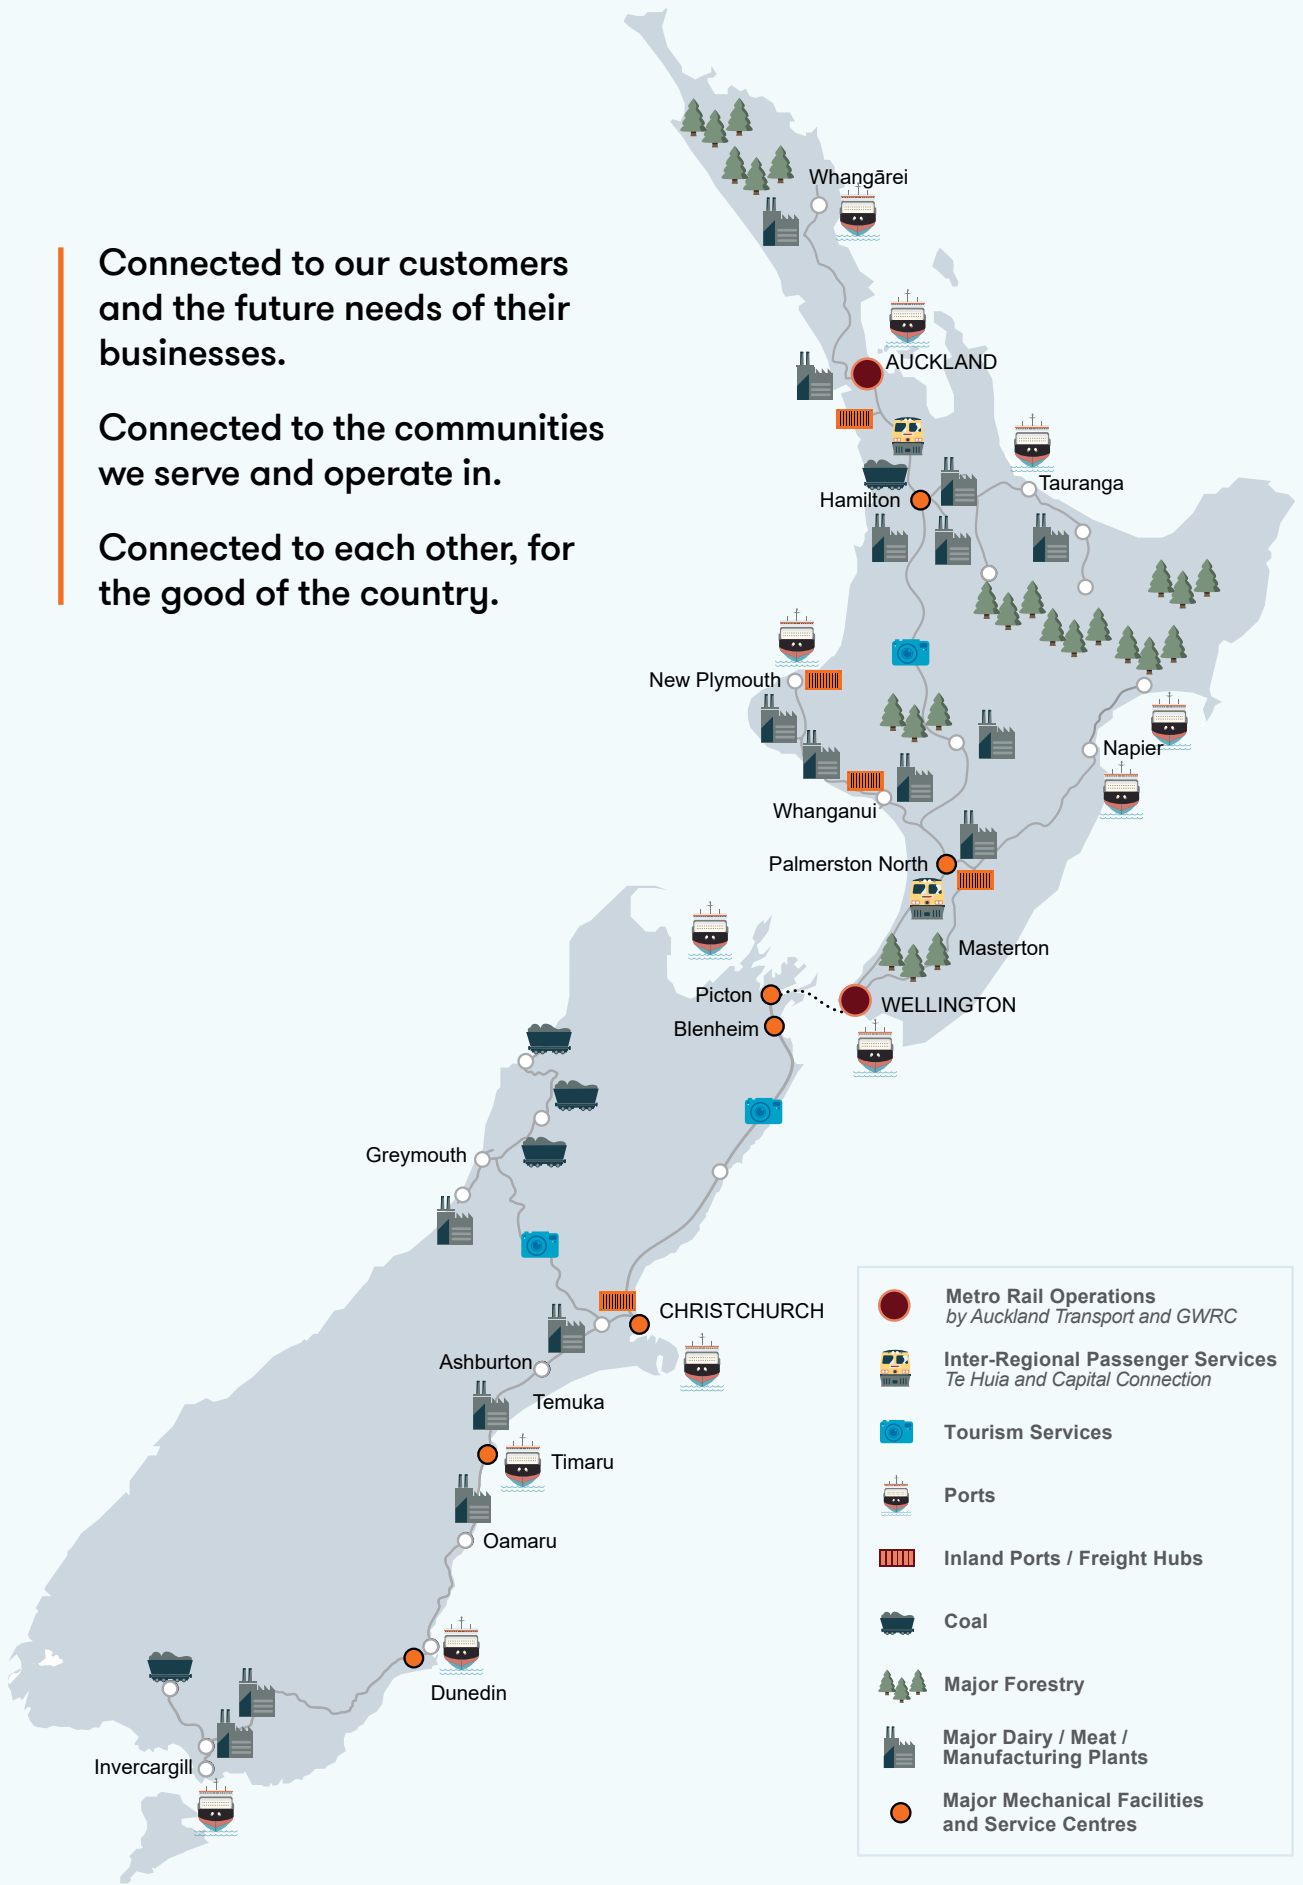 Connected to our customers
and the future needs of their
businesses.
Connected to the communities
we serve and operate in.
Connected to each other, for
the good of the country.
Whangārei
AUCKLAND
Tauranga
Hamilton
New Plymouth
Napier
Whanganui
Palmerston North
Masterton
Picton
WELLINGTON
Blenheim
Greymouth
CHRISTCHURCH
Ashburton
Temuka
Timaru
Oamaru
Dunedin
Invercargill
Metro Rail Operations
by Auckland Transport and GWRC
Inter-Regional Passenger Services
Te Huia and Capital Connection
Tourism Services
Ports
Inland Ports / Freight Hubs
Coal
Major Forestry
Major Dairy / Meat /
Manufacturing Plants
Major Mechanical Facilities
and Service Centres